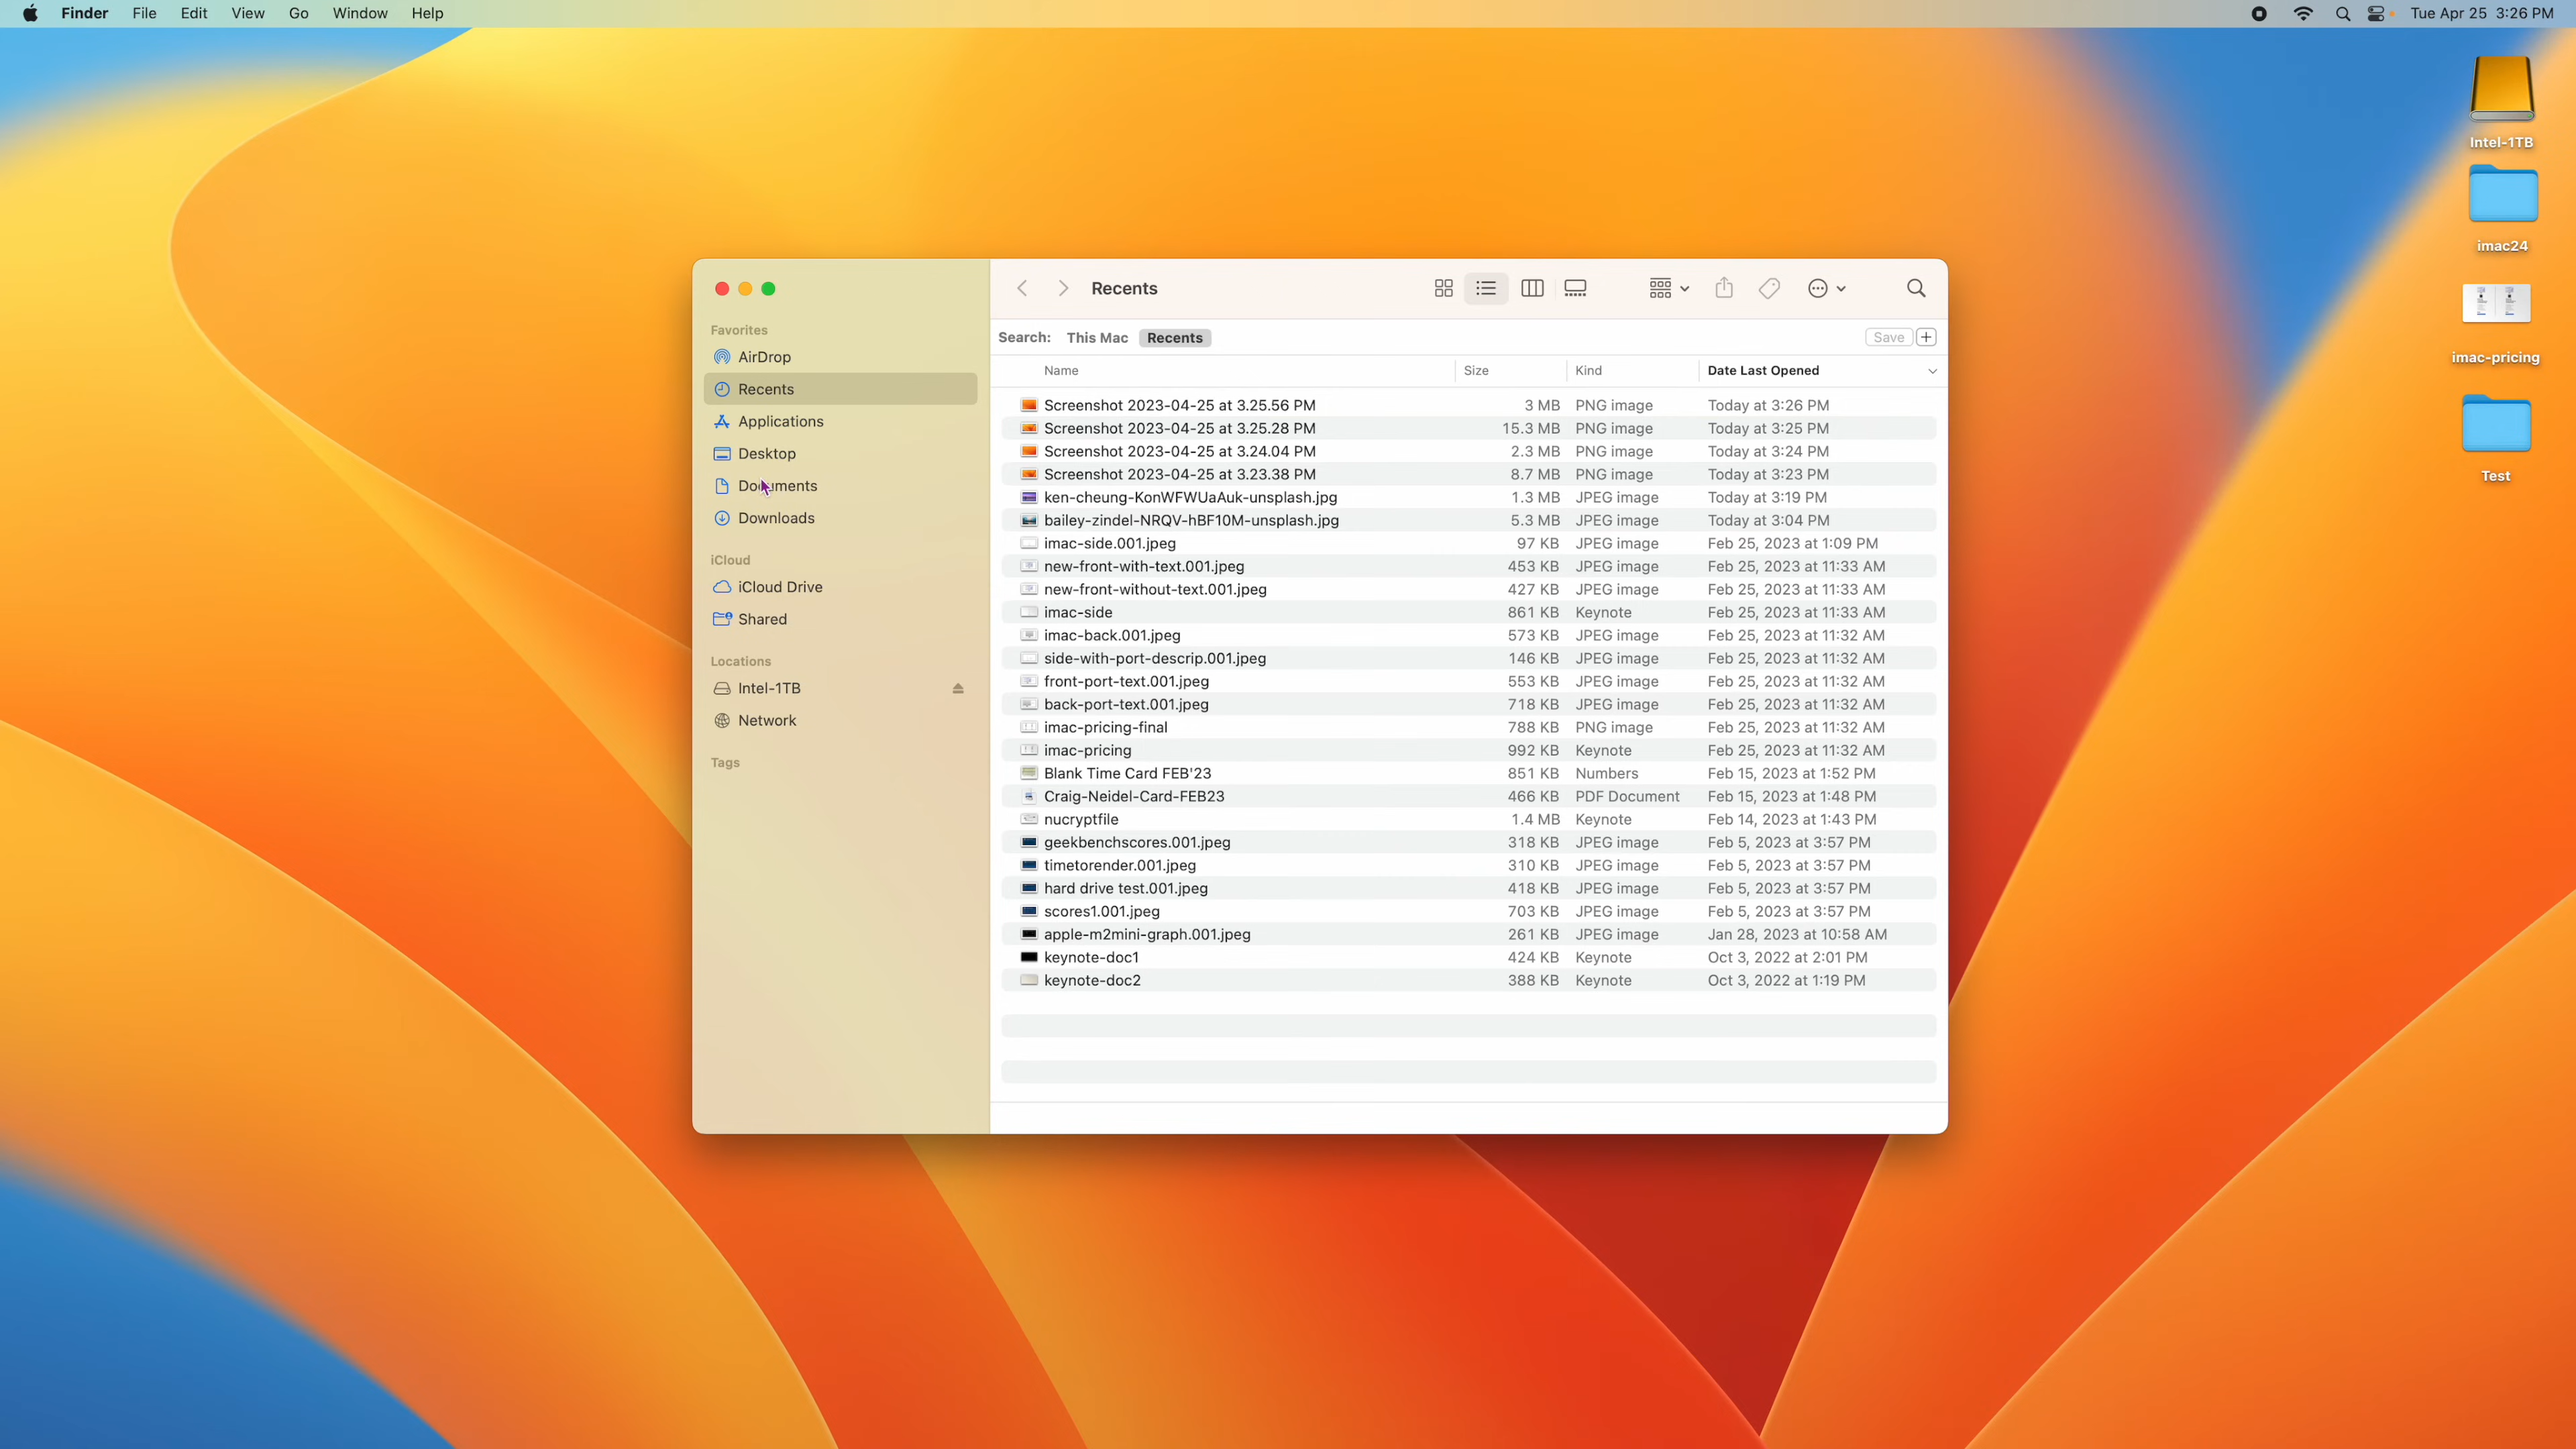 Finder File Edit View Go Window Help Tue Apr 25 3:26 PM
Intel-1TB
imac24
imac-pricing
Test
Recents
Favorites
AirDrop
Recents
Applications
Desktop
Documents
Downloads
iCloud
iCloud Drive
Shared
Locations
Intel-1TB
Network
Tags
Search: This Mac Recents Save +
Name Size Kind Date Last Opened
Screenshot 2023-04-25 at 3.25.56 PM 3 MB PNG image Today at 3:26 PM
Screenshot 2023-04-25 at 3.25.28 PM 15.3 MB PNG image Today at 3:25 PM
Screenshot 2023-04-25 at 3.24.04 PM 2.3 MB PNG image Today at 3:24 PM
Screenshot 2023-04-25 at 3.23.38 PM 8.7 MB PNG image Today at 3:23 PM
ken-cheung-KonWFWUaAuk-unsplash.jpg 1.3 MB JPEG image Today at 3:19 PM
bailey-zindel-NRQV-hBF10M-unsplash.jpg 5.3 MB JPEG image Today at 3:04 PM
imac-side.001.jpeg 97 KB JPEG image Feb 25, 2023 at 1:09 PM
new-front-with-text.001.jpeg 453 KB JPEG image Feb 25, 2023 at 11:33 AM
new-front-without-text.001.jpeg 427 KB JPEG image Feb 25, 2023 at 11:33 AM
imac-side 861 KB Keynote Feb 25, 2023 at 11:33 AM
imac-back.001.jpeg 573 KB JPEG image Feb 25, 2023 at 11:32 AM
side-with-port-descrip.001.jpeg 146 KB JPEG image Feb 25, 2023 at 11:32 AM
front-port-text.001.jpeg 553 KB JPEG image Feb 25, 2023 at 11:32 AM
back-port-text.001.jpeg 718 KB JPEG image Feb 25, 2023 at 11:32 AM
imac-pricing-final 788 KB PNG image Feb 25, 2023 at 11:32 AM
imac-pricing 992 KB Keynote Feb 25, 2023 at 11:32 AM
Blank Time Card FEB'23 851 KB Numbers Feb 15, 2023 at 1:52 PM
Craig-Neidel-Card-FEB23 466 KB PDF Document Feb 15, 2023 at 1:48 PM
nucryptfile 1.4 MB Keynote Feb 14, 2023 at 1:43 PM
geekbenchscores.001.jpeg 318 KB JPEG image Feb 5, 2023 at 3:57 PM
timetorender.001.jpeg 310 KB JPEG image Feb 5, 2023 at 3:57 PM
hard drive test.001.jpeg 418 KB JPEG image Feb 5, 2023 at 3:57 PM
scores1.001.jpeg 703 KB JPEG image Feb 5, 2023 at 3:57 PM
apple-m2mini-graph.001.jpeg 261 KB JPEG image Jan 28, 2023 at 10:58 AM
keynote-doc1 424 KB Keynote Oct 3, 2022 at 2:01 PM
keynote-doc2 388 KB Keynote Oct 3, 2022 at 1:19 PM